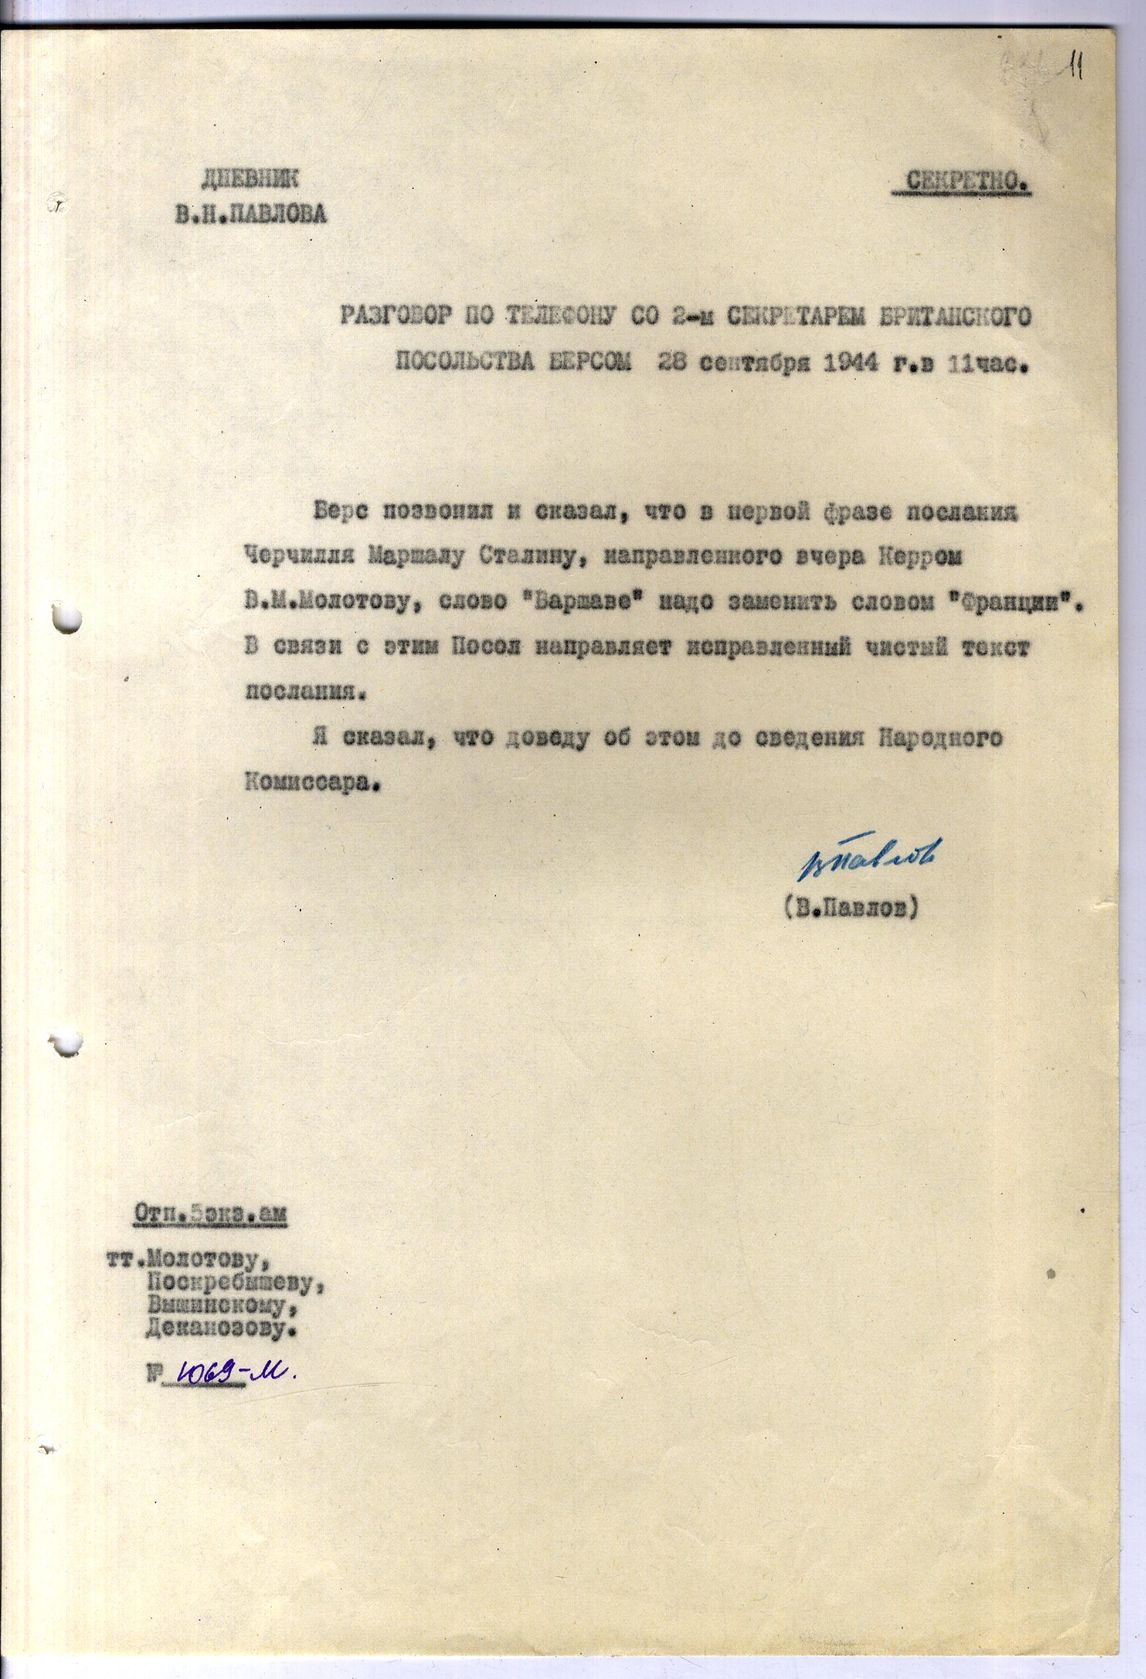 11
ДНЕВНИК
В.Н.ПАВЛОВА
СЕКРЕТНО.
РАЗГОВОР ПО ТЕЛЕФОНУ СО 2-м СЕКРЕТАРЕМ БРИТАНСКОГО
ПОСОЛЬСТВА БЕРСОМ 28 сентября 1944 г.в 11час.
Берс позвонил и сказал, что в первой фразе послания
Черчилля Маршалу Сталину, направленного вчера Керром
В.М.Молотову, слово "Варшаве" надо заменить словом "Франции".
В связи с этим Посол направляет исправленный чистый текст
послания.
Я сказал, что доведу об этом до сведения Народного
Комиссара.
ВПавлов
(В.Павлов)
Отп.5экз.ам
тт.Молотову,
Поскребышеву,
Вышинскому,
Деканозову.
№ 1069-М.